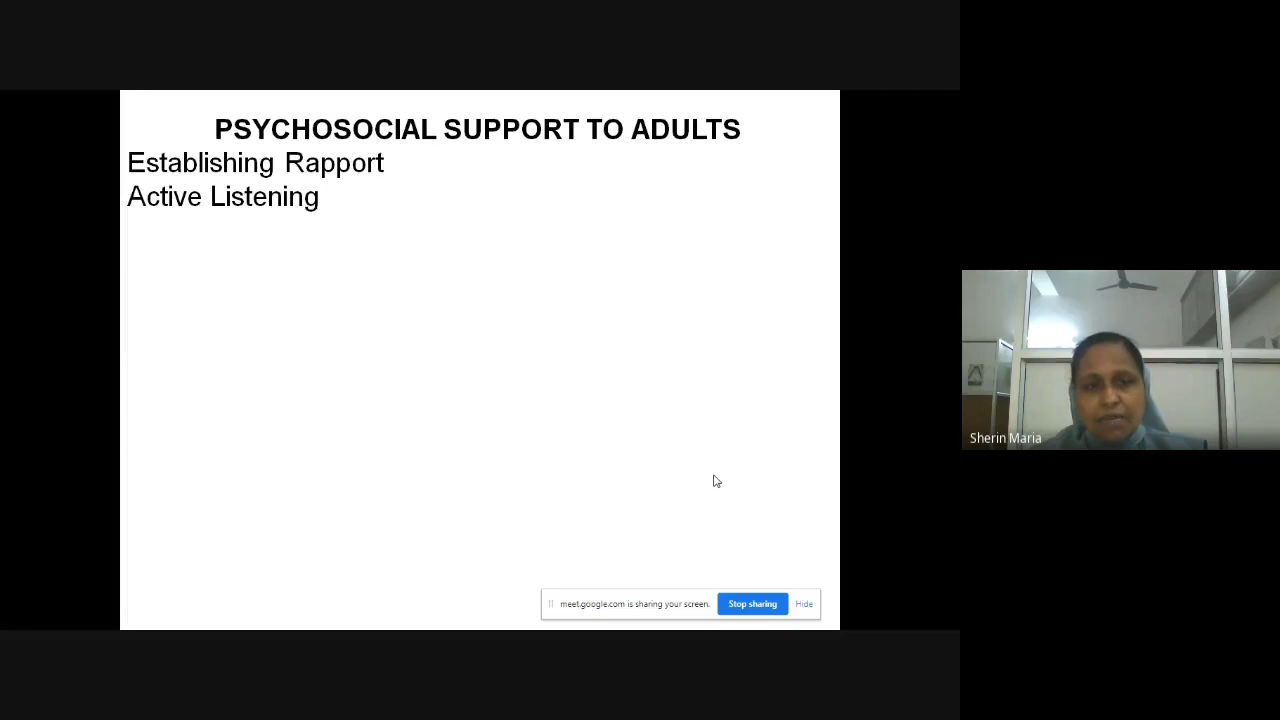 PSYCHOSOCIAL SUPPORT TO ADULTS
Establishing Rapport
Active Listening
meet.google.com is sharing your screen.
Stop sharing
Hide
Sherin Maria